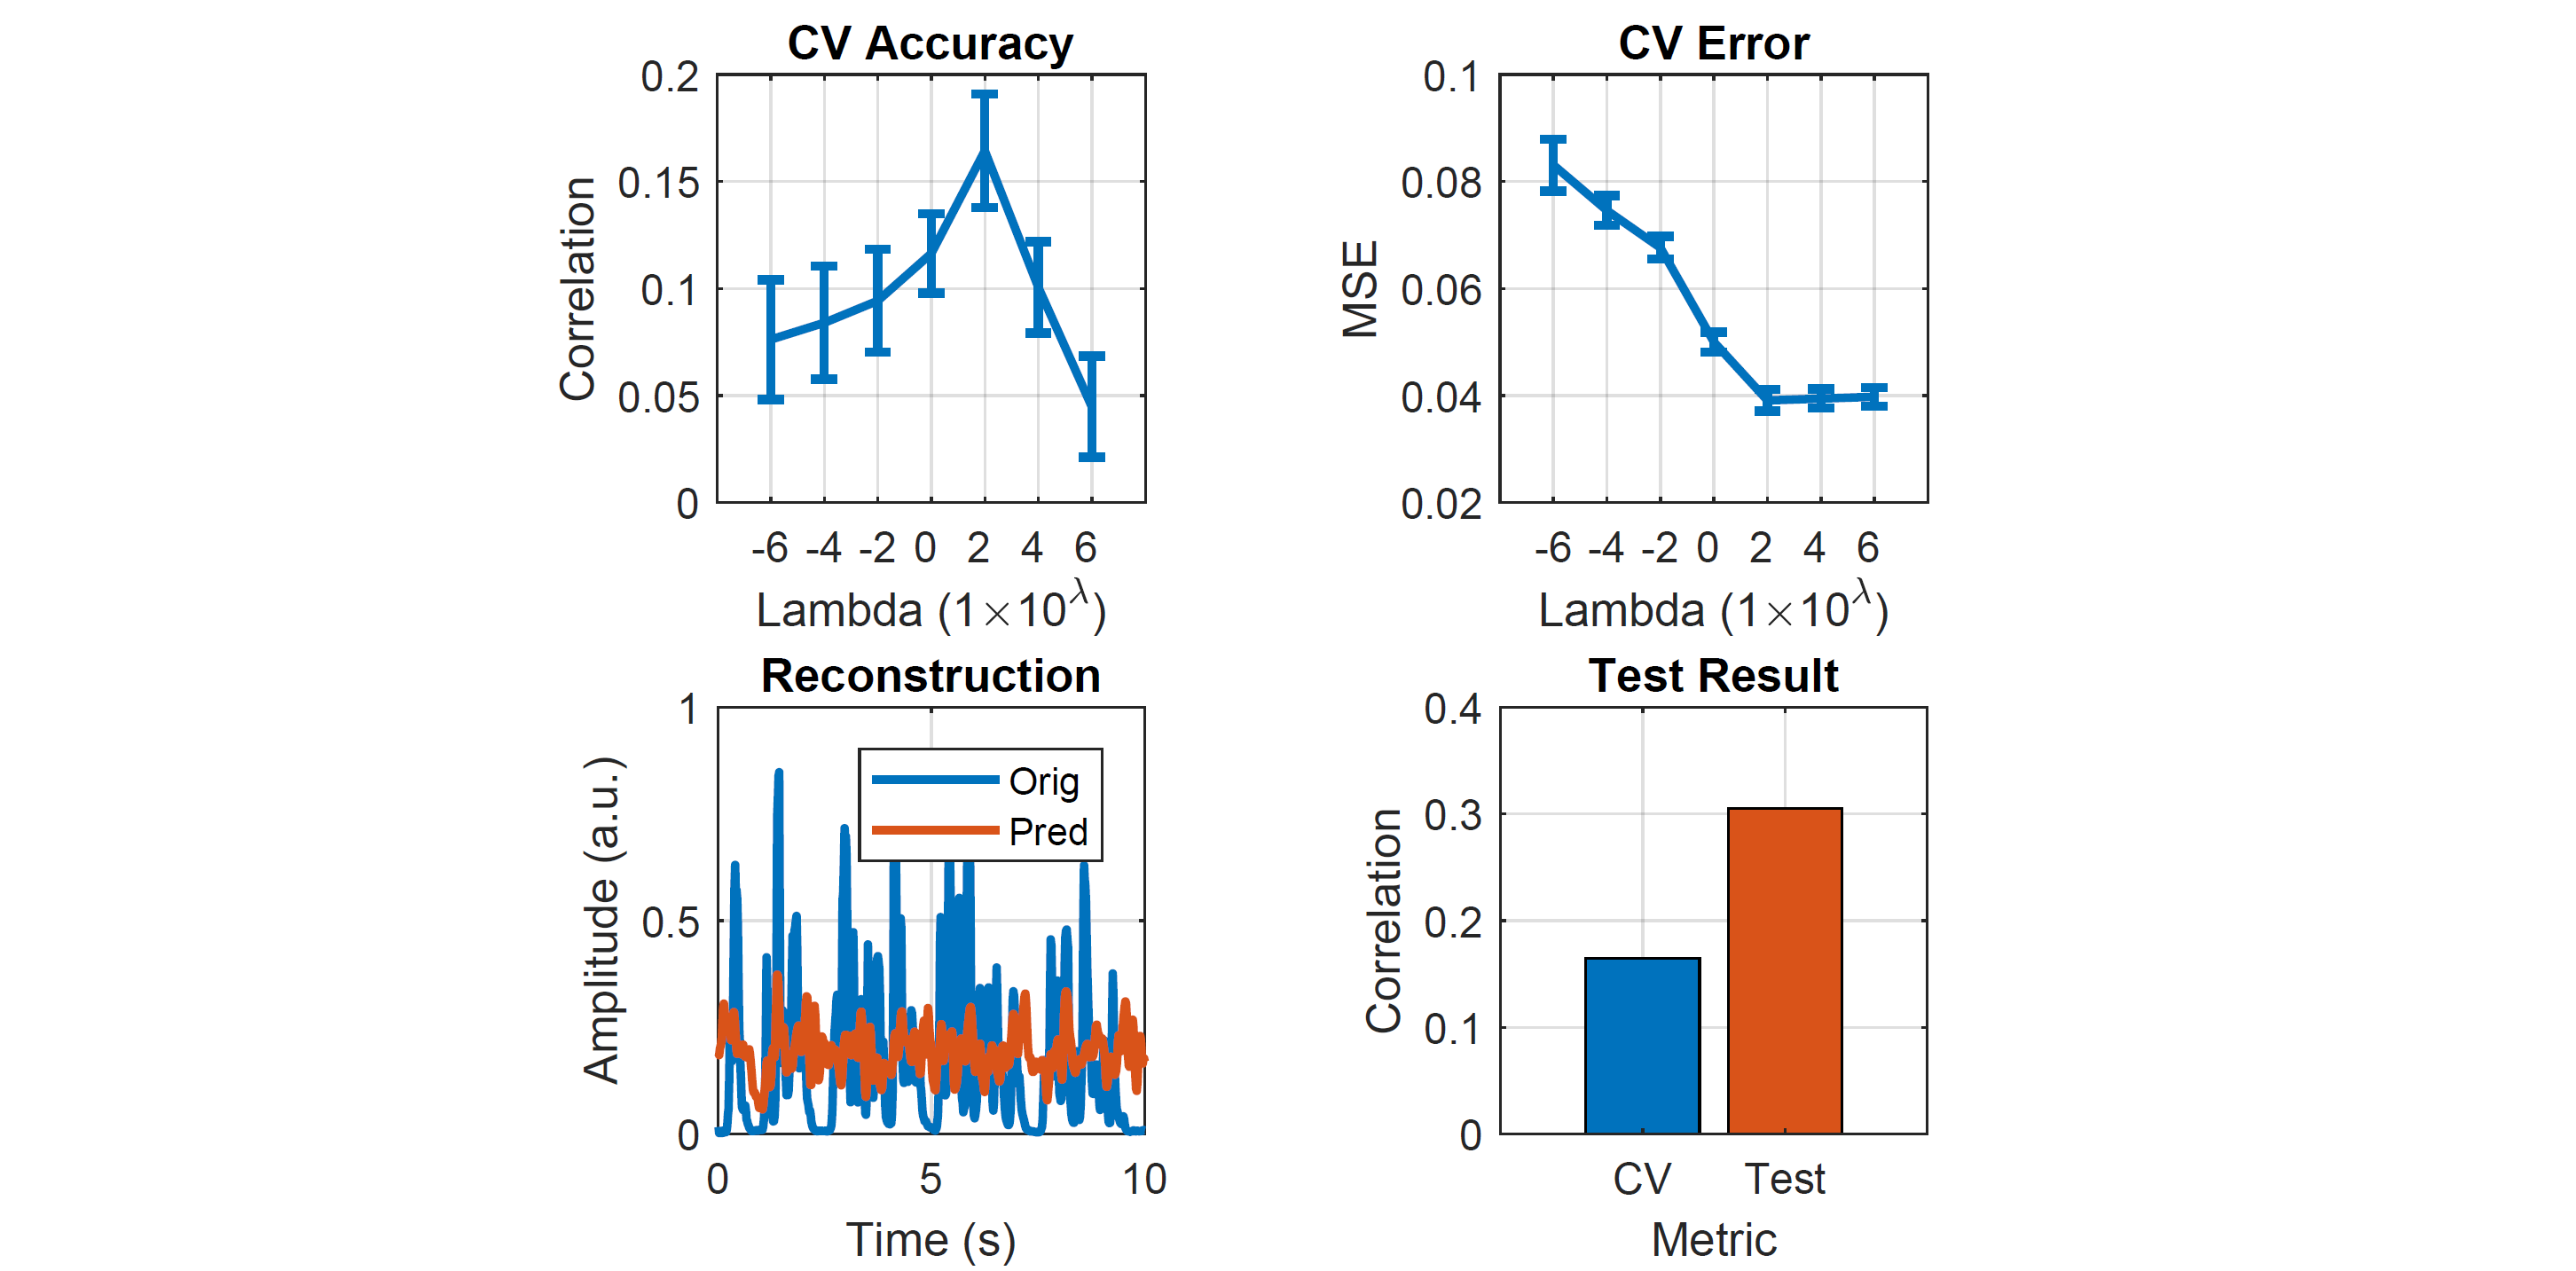 CV Accuracy
0.2
0.15
0.1
0.05
0
Correlation
-6 -4 -2 0 2 4 6
Lambda (1×10^λ)
CV Error
0.1
0.08
0.06
0.04
0.02
MSE
-6 -4 -2 0 2 4 6
Lambda (1×10^λ)
Reconstruction
1
0.5
0
Amplitude (a.u.)
Orig
Pred
0 5 10
Time (s)
Test Result
0.4
0.3
0.2
0.1
0
Correlation
CV Test
Metric